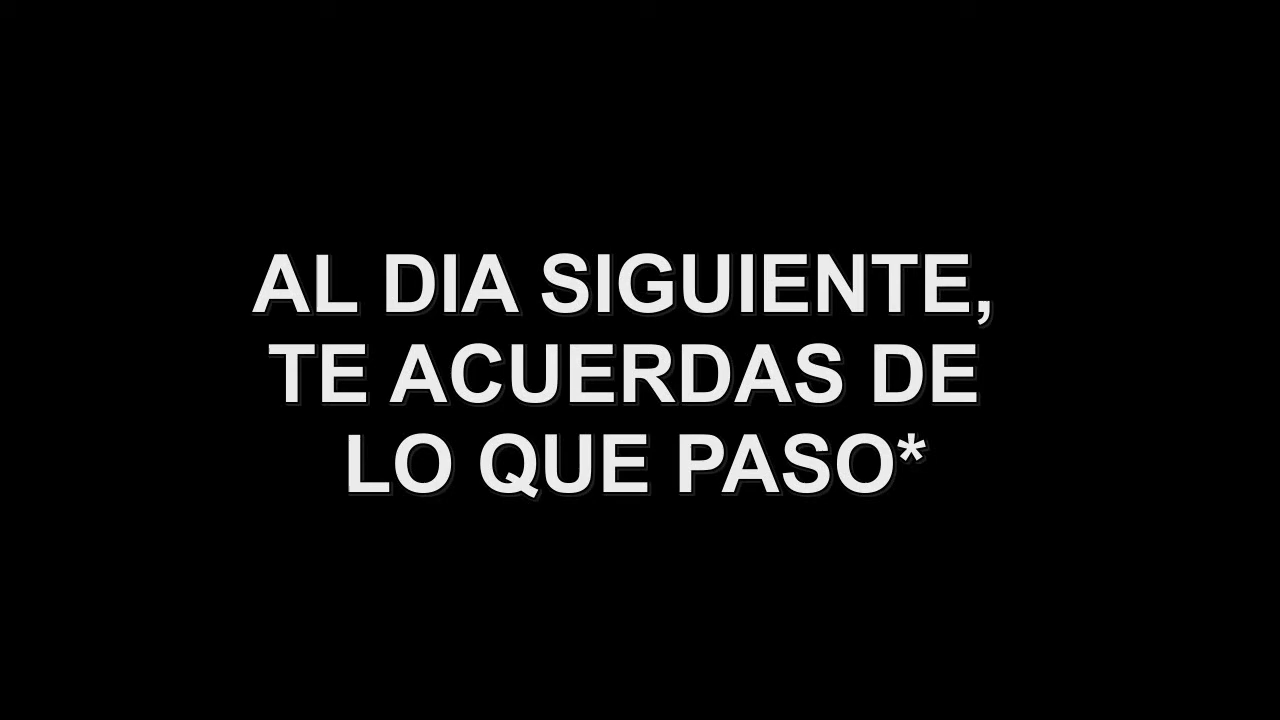 AL DIA SIGUIENTE,
TE ACUERDAS DE
LO QUE PASO*